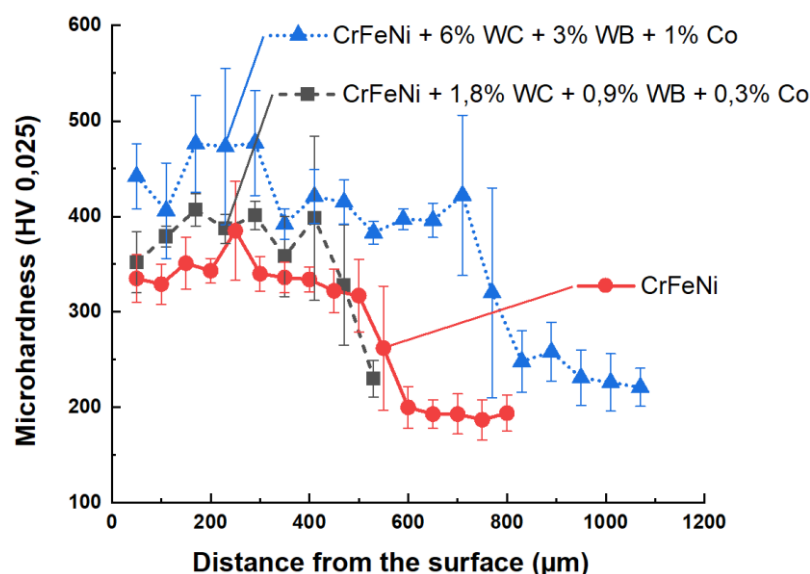 600
500
400
300
200
100
Microhardness (HV 0,025)
CrFeNi + 6% WC + 3% WB + 1% Co
CrFeNi + 1,8% WC + 0,9% WB + 0,3% Co
CrFeNi
0 200 400 600 800 1000 1200
Distance from the surface (μm)